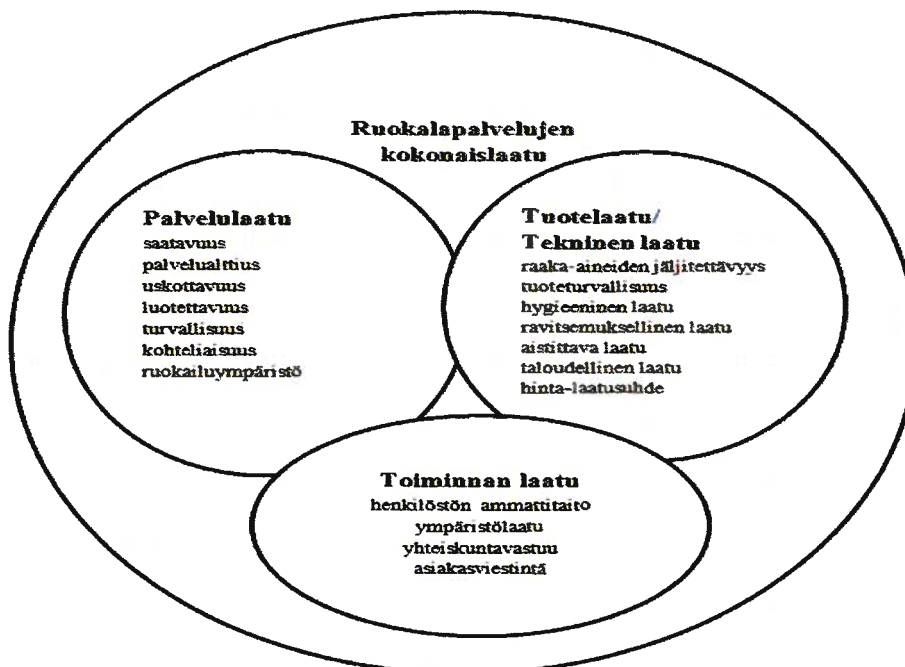 Ruokalapalvelujen
kokonaislaatu
Palvelulaatu
saatavuus
palvelualttius
uskottavuus
luotettavuus
turvallisuus
kohteliaisuus
ruokailuympäristö
Tuotelaatu/
Tekninen laatu
raaka-aineiden jäljitettävyys
tuoteturvallisuus
hygieeninen laatu
ravitsemuksellinen laatu
aistittava laatu
taloudellinen laatu
hinta-laatusuhde
Toiminnan laatu
henkilöstön ammattitaito
ympäristölaatu
yhteiskuntavastuu
asiakasviestintä